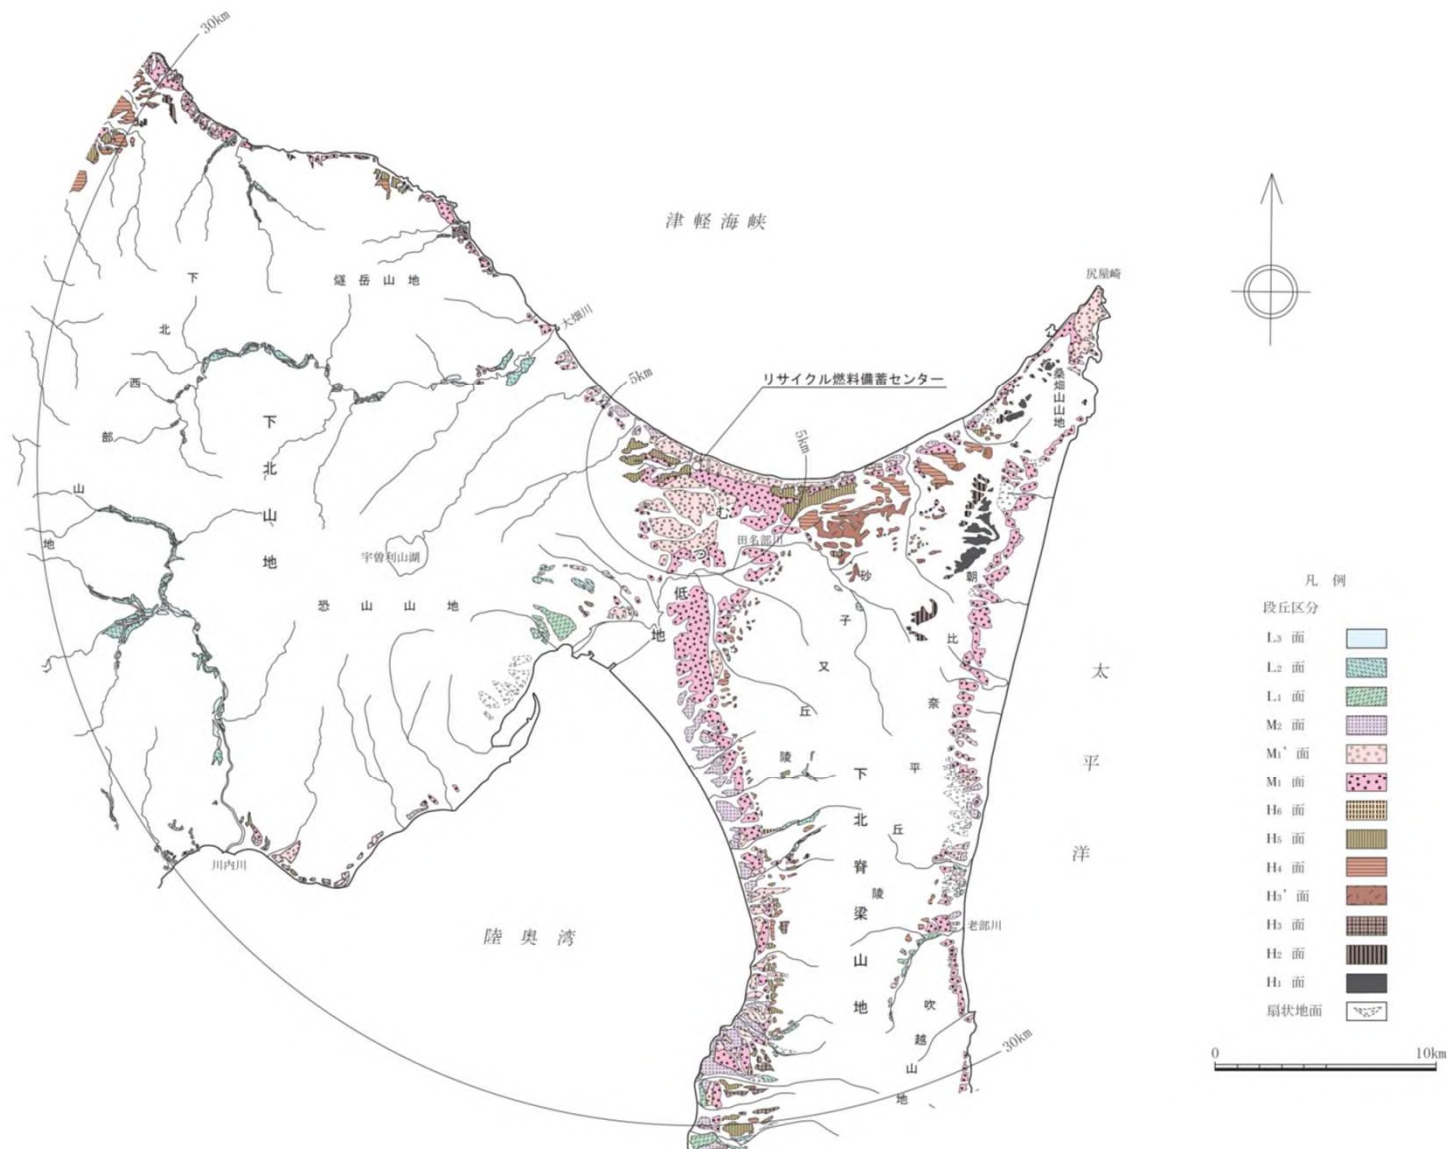 30km
津軽海峡
尻屋崎
下北西部山地
燧岳山地
大畑川
5km
リサイクル燃料備蓄センター
桑畑山山地
5km
下北山地
むつ低地
田名部川
宇曽利山湖
恐山山地
砂子又丘陵
朝比奈平丘陵
太平洋
下北脊梁山地
川内川
陸奥湾
老部川
吹越山地
30km
凡例
段丘区分
L3 面
L2 面
L1 面
M2 面
M1' 面
M1 面
H6 面
H5 面
H4 面
H3' 面
H3 面
H2 面
H1 面
扇状地面
0 10km